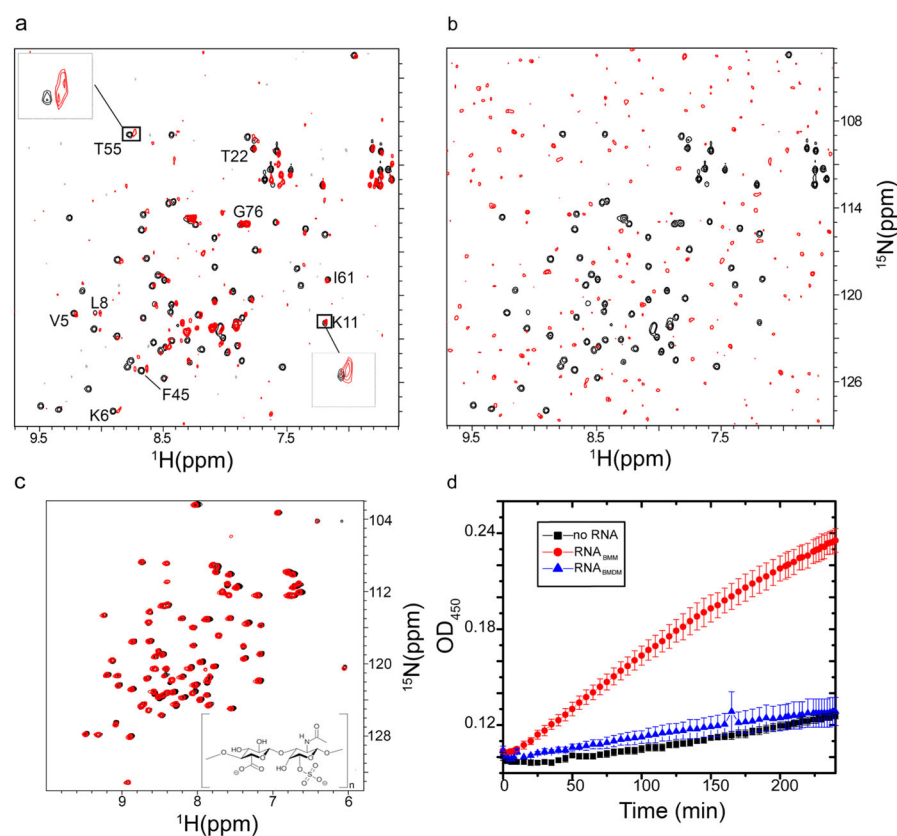 a
T55
T22
G76
I61
L8
V5
K11
F45
K6
9.5
8.5
7.5
¹H(ppm)
b
108
114
120
126
¹⁵N(ppm)
9.5
8.5
7.5
¹H(ppm)
c
104
112
120
128
¹⁵N(ppm)
n
9
8
7
6
¹H(ppm)
d
no RNA
RNA_BMM
RNA_BMDM
0.24
0.18
0.12
OD₄₅₀
0
50
100
150
200
Time (min)